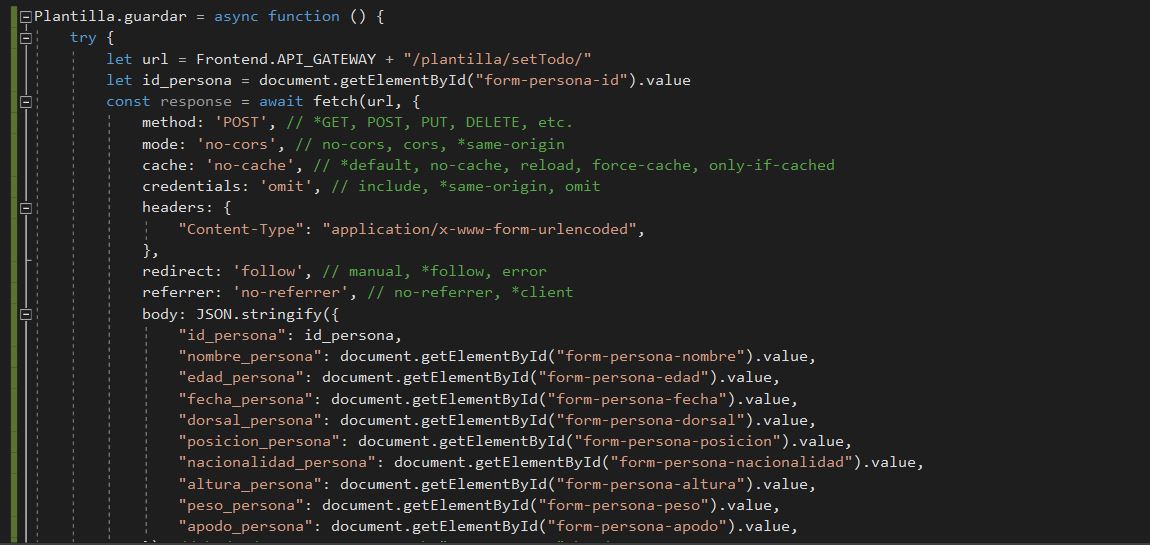 Plantilla.guardar = async function () {
try {
let url = Frontend.API_GATEWAY + "/plantilla/setTodo/"
let id_persona = document.getElementById("form-persona-id").value
const response = await fetch(url, {
method: 'POST', // *GET, POST, PUT, DELETE, etc.
mode: 'no-cors', // no-cors, cors, *same-origin
cache: 'no-cache', // *default, no-cache, reload, force-cache, only-if-cached
credentials: 'omit', // include, *same-origin, omit
headers: {
"Content-Type": "application/x-www-form-urlencoded",
},
redirect: 'follow', // manual, *follow, error
referrer: 'no-referrer', // no-referrer, *client
body: JSON.stringify({
"id_persona": id_persona,
"nombre_persona": document.getElementById("form-persona-nombre").value,
"edad_persona": document.getElementById("form-persona-edad").value,
"fecha_persona": document.getElementById("form-persona-fecha").value,
"dorsal_persona": document.getElementById("form-persona-dorsal").value,
"posicion_persona": document.getElementById("form-persona-posicion").value,
"nacionalidad_persona": document.getElementById("form-persona-nacionalidad").value,
"altura_persona": document.getElementById("form-persona-altura").value,
"peso_persona": document.getElementById("form-persona-peso").value,
"apodo_persona": document.getElementById("form-persona-apodo").value,